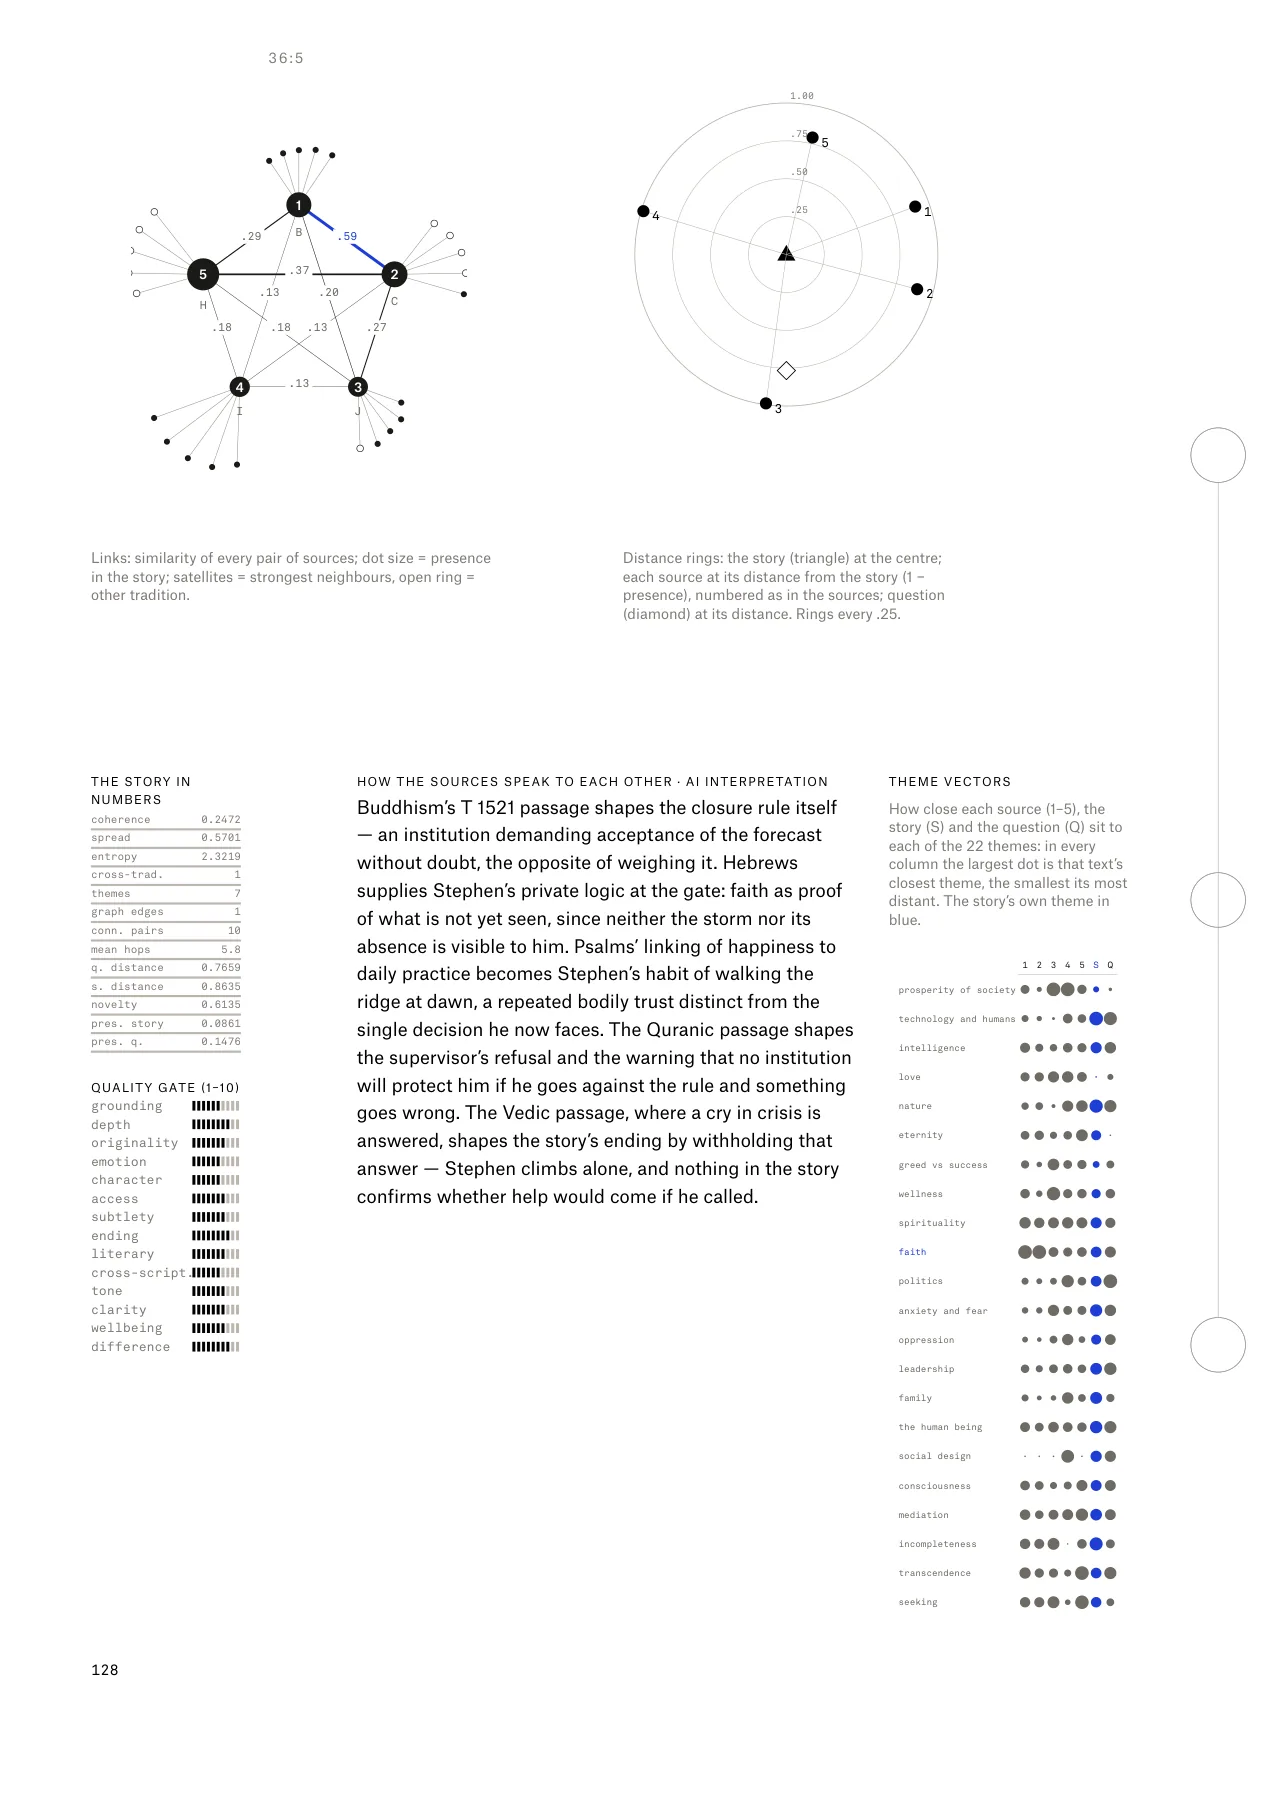 36:5
1
B
.29
.59
5
H
.37
2
C
.13
.20
.18
.18
.13
.27
4
I
.13
3
J
1.00
.75
5
.50
.25
4
1
2
3
Links: similarity of every pair of sources; dot size = presence
in the story; satellites = strongest neighbours, open ring =
other tradition.
Distance rings: the story (triangle) at the centre;
each source at its distance from the story (1 –
presence), numbered as in the sources; question
(diamond) at its distance. Rings every .25.
THE STORY IN
NUMBERS
coherence 0.2472
spread 0.5701
entropy 2.3219
cross-trad. 1
themes 7
graph edges 1
conn. pairs 10
mean hops 5.8
q. distance 0.7659
s. distance 0.8635
novelty 0.6135
pres. story 0.0861
pres. q. 0.1476
QUALITY GATE (1–10)
grounding
depth
originality
emotion
character
access
subtlety
ending
literary
cross-script.
tone
clarity
wellbeing
difference
HOW THE SOURCES SPEAK TO EACH OTHER · AI INTERPRETATION
Buddhism's T 1521 passage shapes the closure rule itself
— an institution demanding acceptance of the forecast
without doubt, the opposite of weighing it. Hebrews
supplies Stephen's private logic at the gate: faith as proof
of what is not yet seen, since neither the storm nor its
absence is visible to him. Psalms' linking of happiness to
daily practice becomes Stephen's habit of walking the
ridge at dawn, a repeated bodily trust distinct from the
single decision he now faces. The Quranic passage shapes
the supervisor's refusal and the warning that no institution
will protect him if he goes against the rule and something
goes wrong. The Vedic passage, where a cry in crisis is
answered, shapes the story's ending by withholding that
answer — Stephen climbs alone, and nothing in the story
confirms whether help would come if he called.
THEME VECTORS
How close each source (1–5), the
story (S) and the question (Q) sit to
each of the 22 themes: in every
column the largest dot is that text's
closest theme, the smallest its most
distant. The story's own theme in
blue.
1 2 3 4 5 S Q
prosperity of society
technology and humans
intelligence
love
nature
eternity
greed vs success
wellness
spirituality
faith
politics
anxiety and fear
oppression
leadership
family
the human being
social design
consciousness
mediation
incompleteness
transcendence
seeking
128